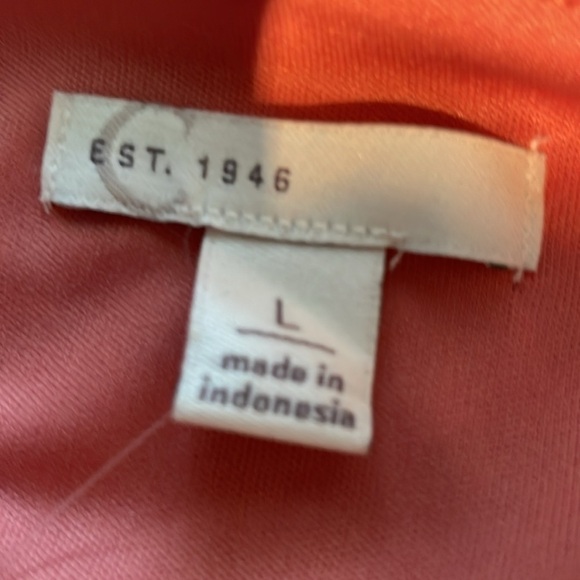 C
EST. 1946
L
made in
indonesia